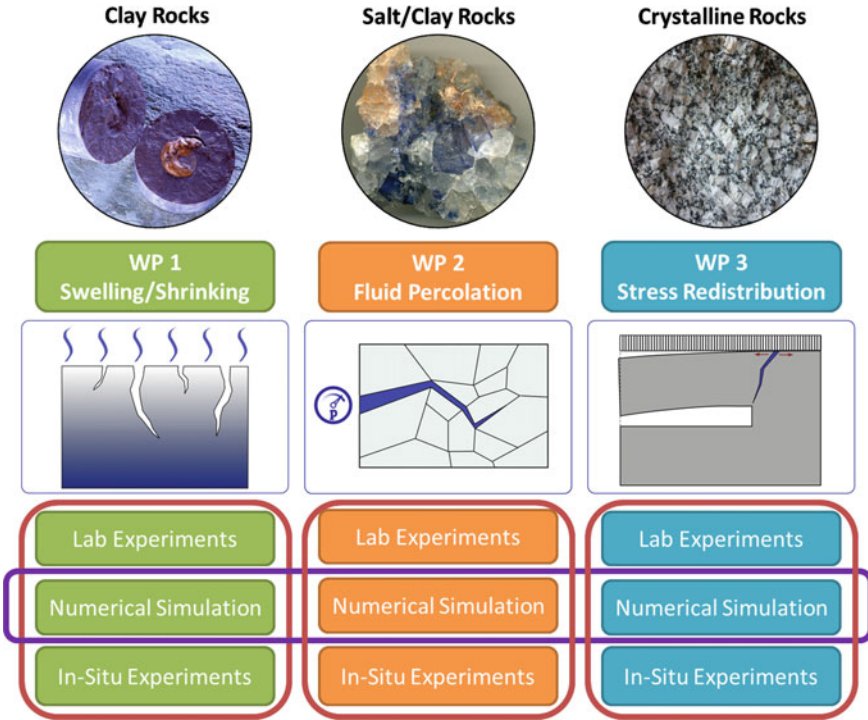 Clay Rocks
Salt/Clay Rocks
Crystalline Rocks
WP 1
Swelling/Shrinking
WP 2
Fluid Percolation
WP 3
Stress Redistribution
P
Lab Experiments
Lab Experiments
Lab Experiments
Numerical Simulation
Numerical Simulation
Numerical Simulation
In-Situ Experiments
In-Situ Experiments
In-Situ Experiments